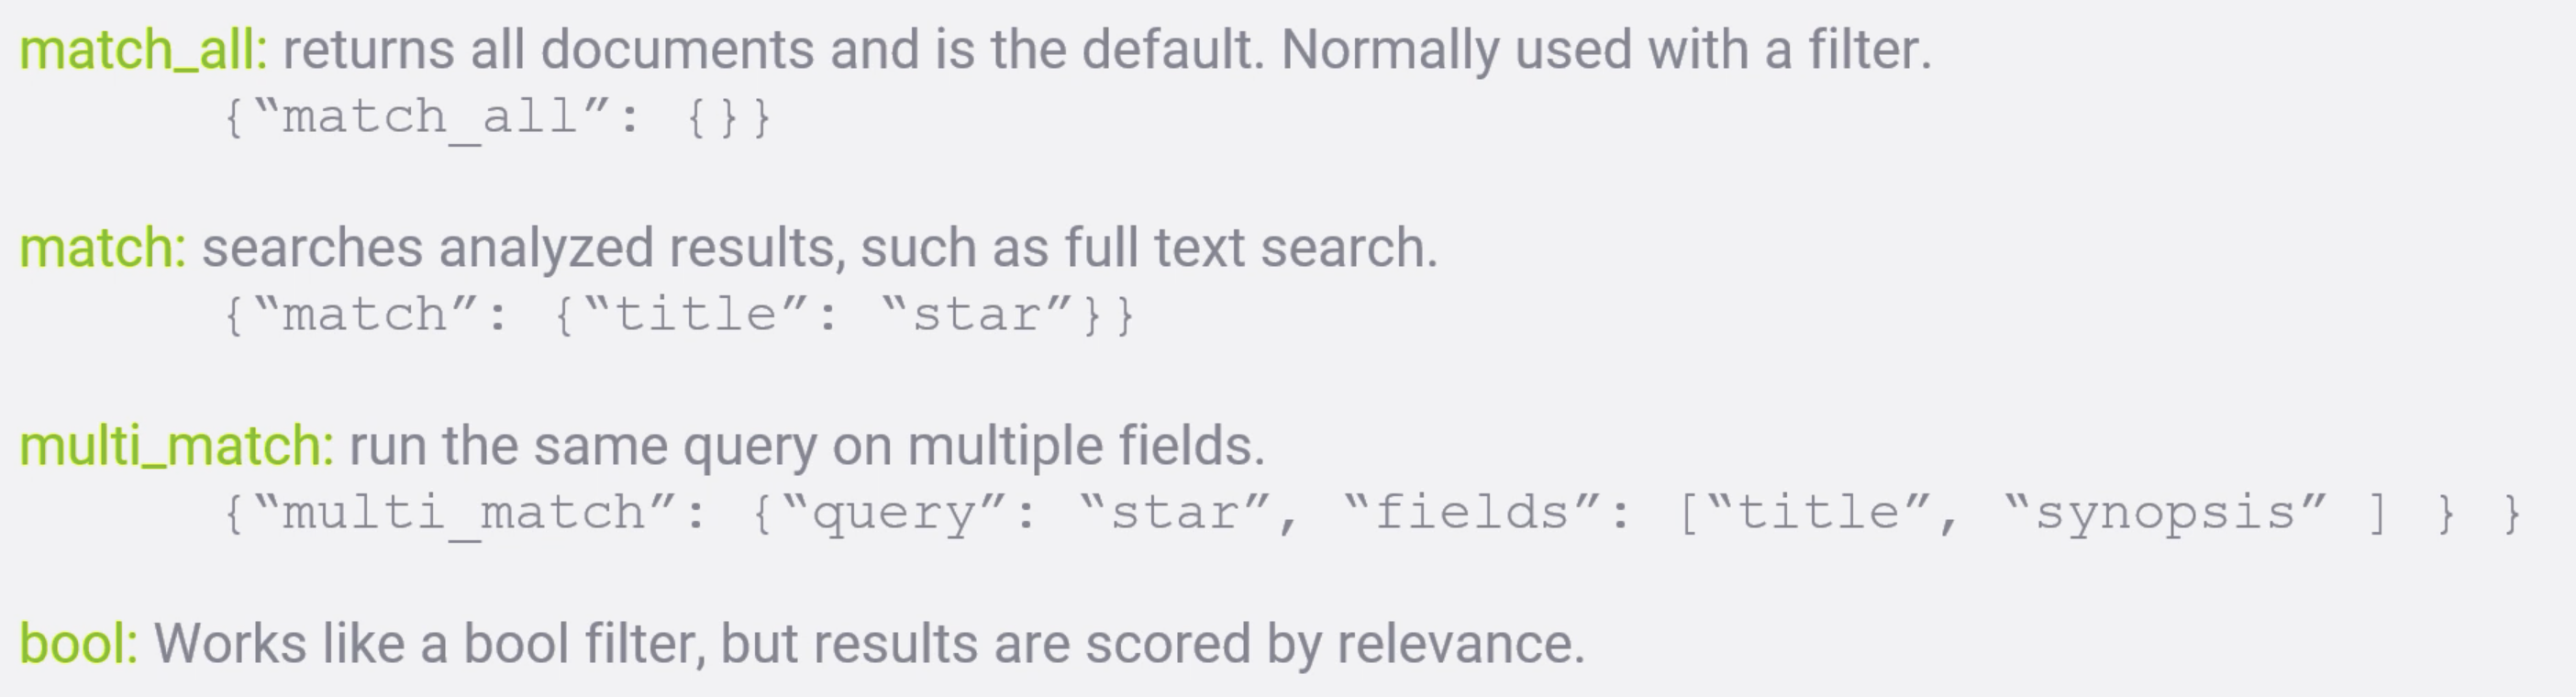 match_all: returns all documents and is the default. Normally used with a filter.
{“match_all”: {}}
match: searches analyzed results, such as full text search.
{“match”: {“title”: “star”}}
multi_match: run the same query on multiple fields.
{“multi_match”: {“query”: “star”, “fields”: [“title”, “synopsis” ] } }
bool: Works like a bool filter, but results are scored by relevance.